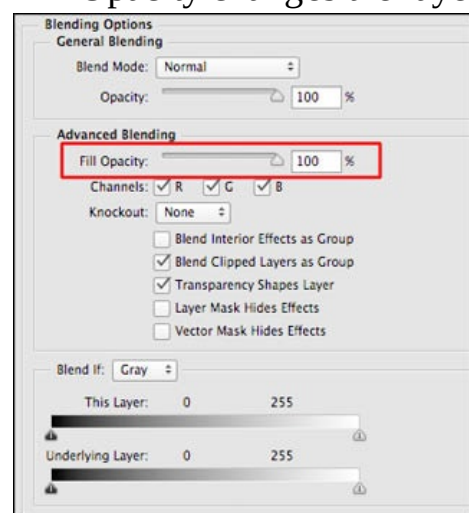 Blending Options
General Blending
Blend Mode: Normal
Opacity: 100 %
Advanced Blending
Fill Opacity: 100 %
Channels: R G B
Knockout: None
Blend Interior Effects as Group
Blend Clipped Layers as Group
Transparency Shapes Layer
Layer Mask Hides Effects
Vector Mask Hides Effects
Blend If: Gray
This Layer: 0 255
Underlying Layer: 0 255